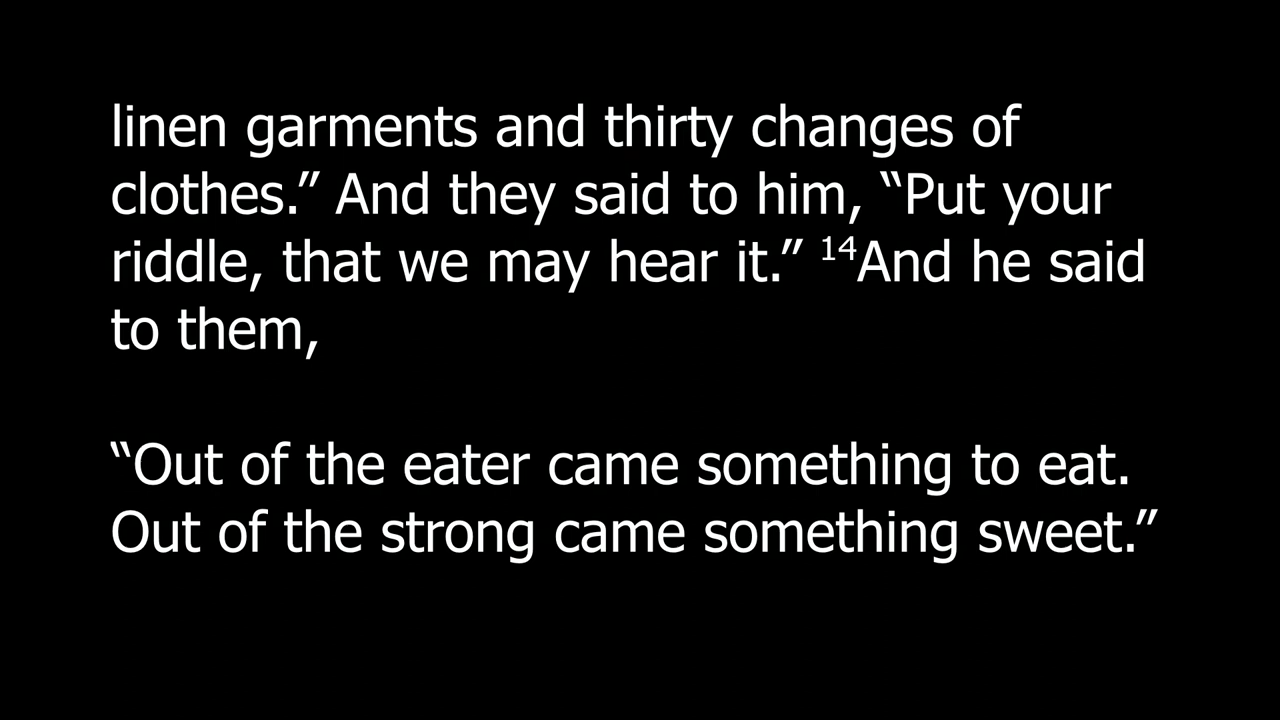 linen garments and thirty changes of
clothes.” And they said to him, “Put your
riddle, that we may hear it.” 14And he said
to them,
“Out of the eater came something to eat.
Out of the strong came something sweet.”